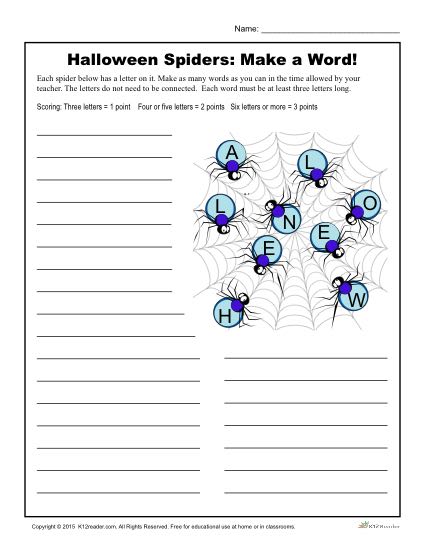 Name:
Halloween Spiders: Make a Word!
Each spider below has a letter on it. Make as many words as you can in the time allowed by your
teacher. The letters do not need to be connected. Each word must be at least three letters long.
Scoring: Three letters = 1 point Four or five letters = 2 points Six letters or more = 3 points
A
L
L
N
O
E
E
H
W
Copyright © 2015 K12reader.com. All Rights Reserved. Free for educational use at home or in classrooms.
K12READER